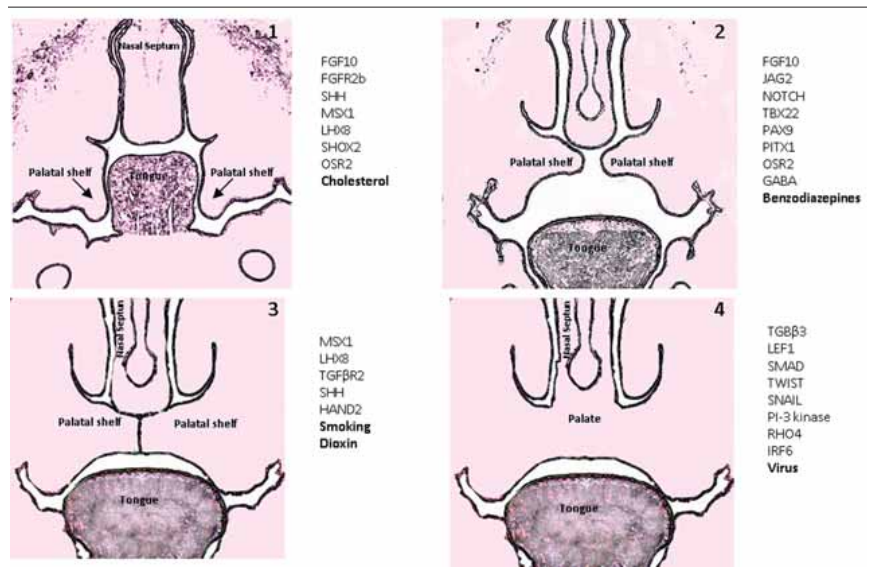 1
Nasal Septum
Palatal shelf
Tongue
Palatal shelf
FGF10
FGFR2b
SHH
MSX1
LHX8
SHOX2
OSR2
Cholesterol
2
Palatal shelf
Palatal shelf
Tongue
FGF10
JAG2
NOTCH
TBX22
PAX9
PITX1
OSR2
GABA
Benzodiazepines
3
Nasal Septun
Palatal shelf
Palatal shelf
Tongue
MSX1
LHX8
TGFβR2
SHH
HAND2
Smoking
Dioxin
4
Nasal Septun
Palate
Tongue
TGBβ3
LEF1
SMAD
TWIST
SNAIL
PI-3 kinase
RHO4
IRF6
Virus